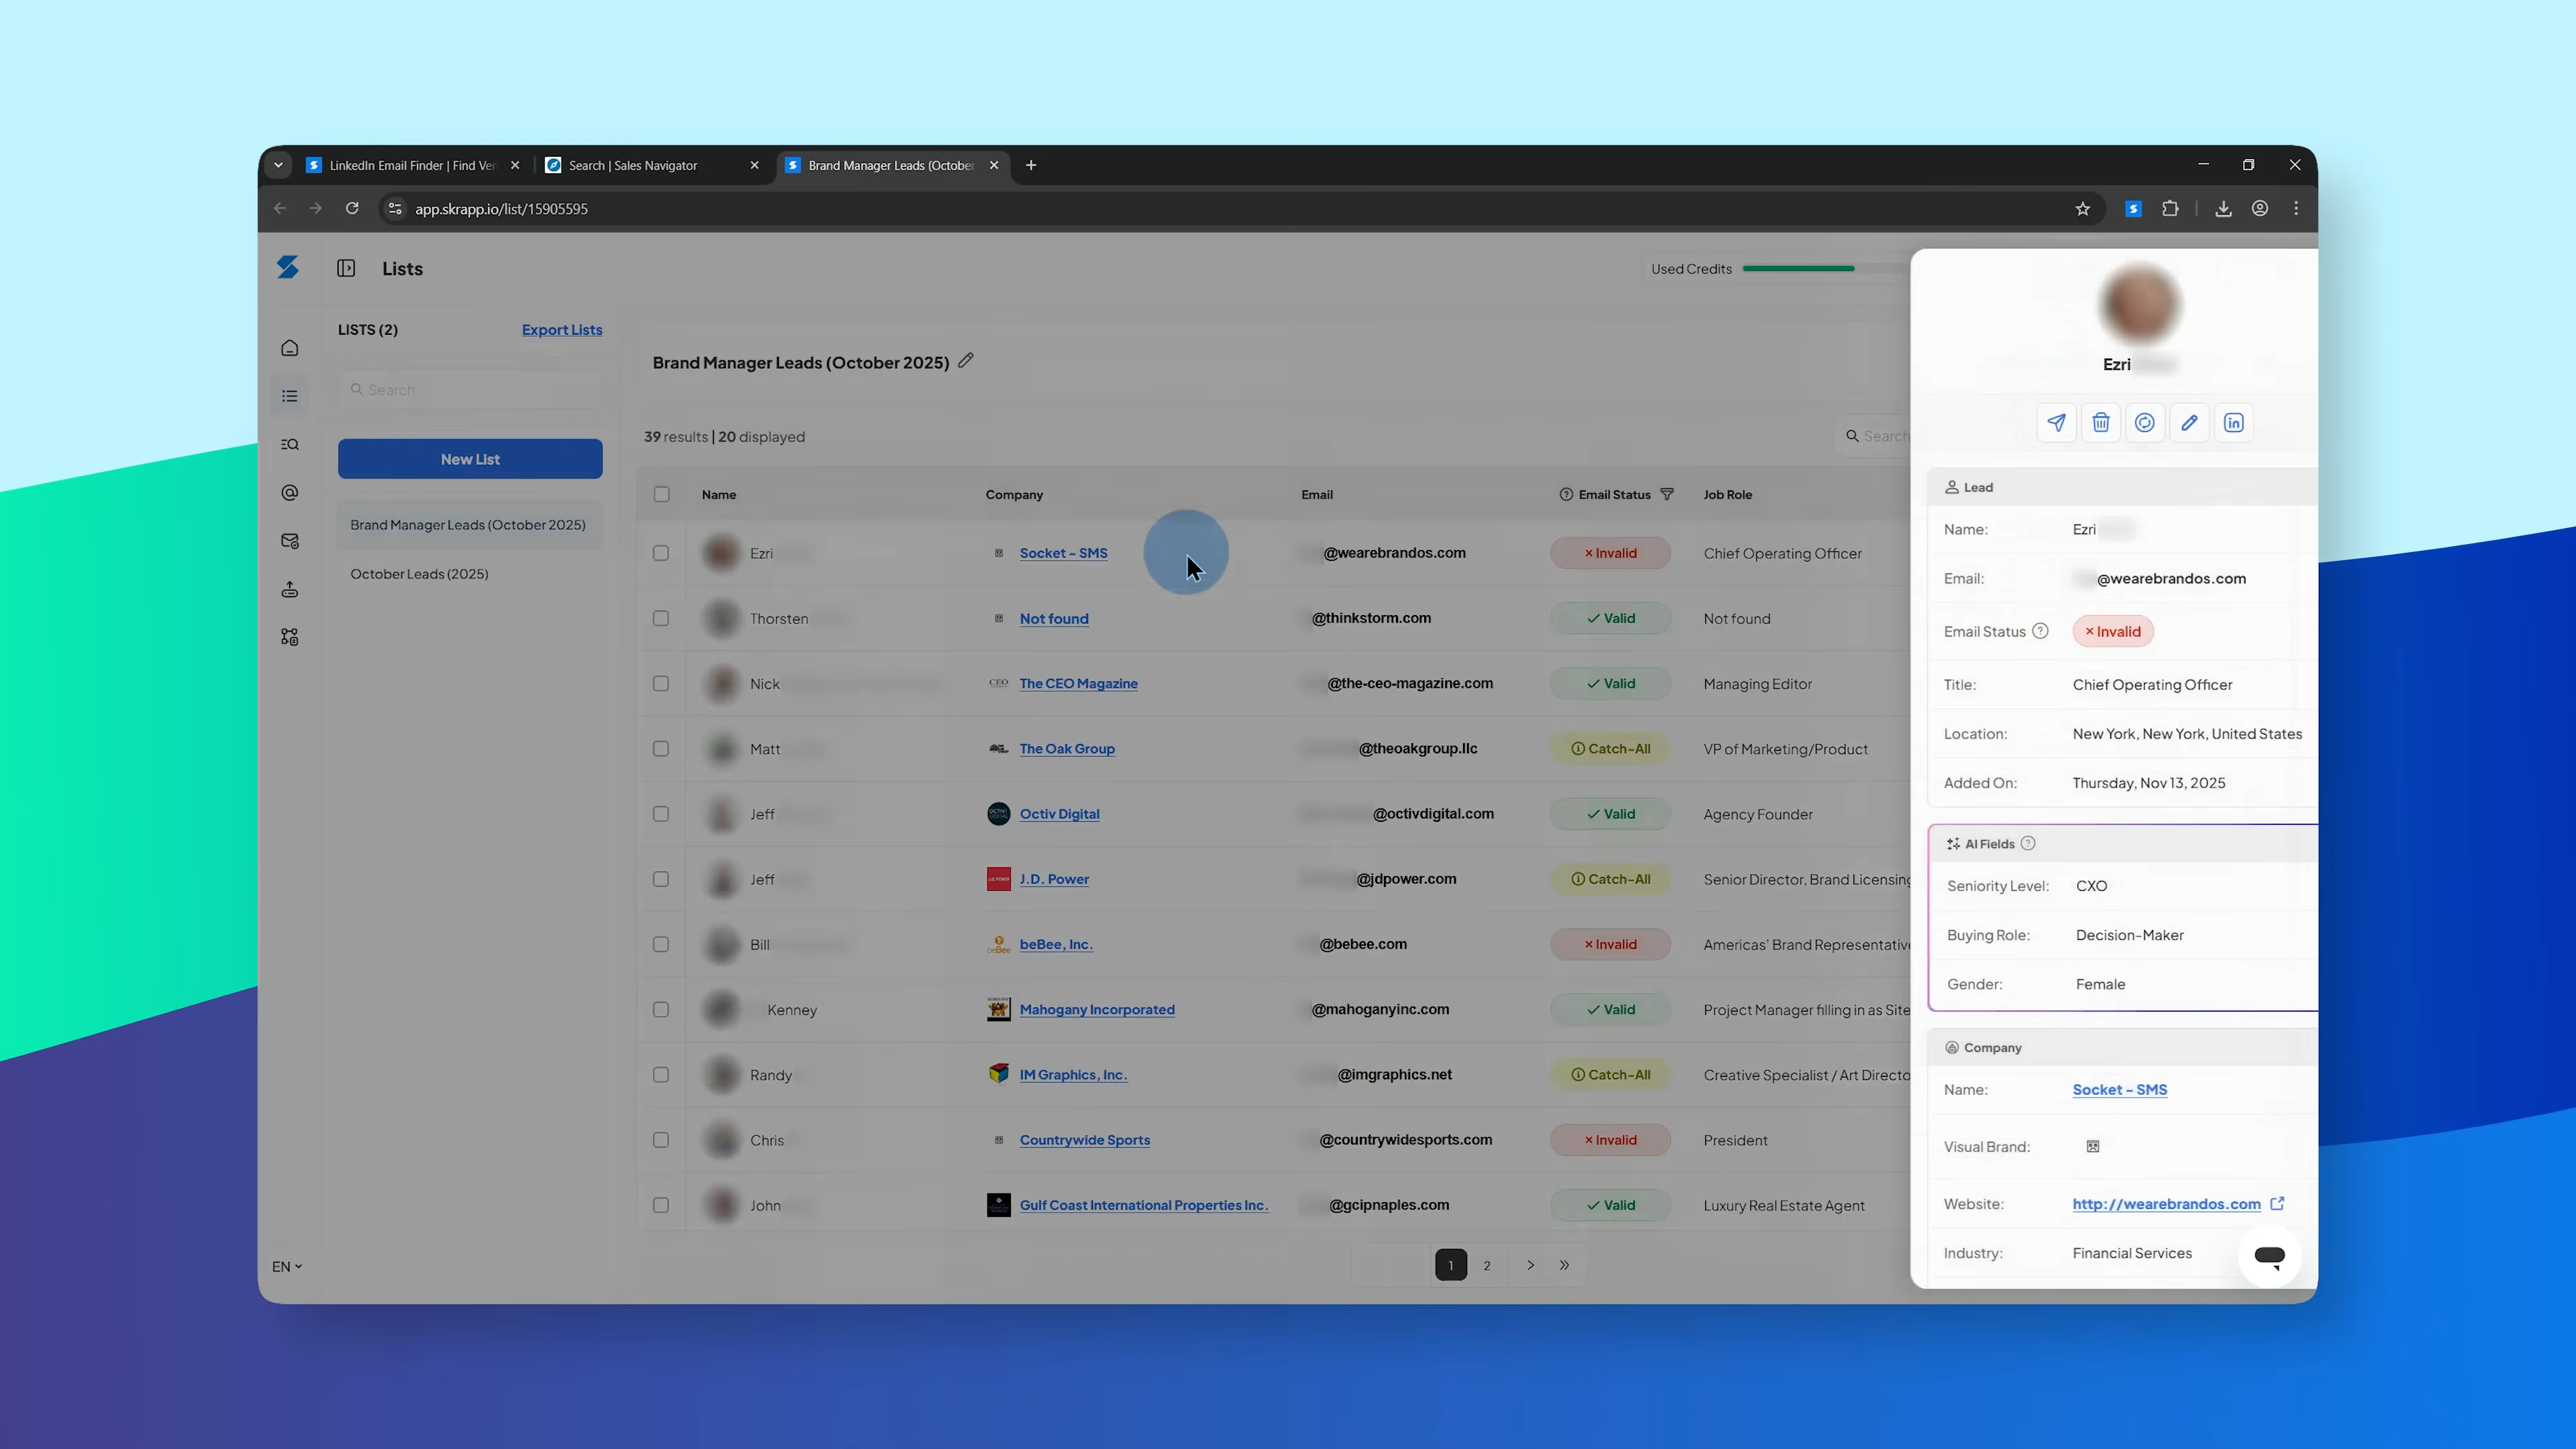 LinkedIn Email Finder | Find Ver
Search | Sales Navigator
Brand Manager Leads (October
app.skrapp.io/list/15905595
Lists
Used Credits
LISTS (2)
Export Lists
Search
New List
Brand Manager Leads (October 2025)
October Leads (2025)
EN
Brand Manager Leads (October 2025)
39 results | 20 displayed
Search
Name Company Email Email Status Job Role
Ezri Socket - SMS @wearebrandos.com Invalid Chief Operating Officer
Thorsten Not found @thinkstorm.com Valid Not found
Nick CEO The CEO Magazine @the-ceo-magazine.com Valid Managing Editor
Matt The Oak Group @theoakgroup.llc Catch-All VP of Marketing/Product
Jeff Octiv Digital @octivdigital.com Valid Agency Founder
Jeff J.D. Power @jdpower.com Catch-All Senior Director, Brand Licensing
Bill beBee beBee, Inc. @bebee.com Invalid Americas' Brand Representative
Kenney Mahogany Incorporated @mahoganyinc.com Valid Project Manager filling in as Site
Randy IM Graphics, Inc. @imgraphics.net Catch-All Creative Specialist / Art Directo
Chris Countrywide Sports @countrywidesports.com Invalid President
John Gulf Coast International Properties Inc. @gcipnaples.com Valid Luxury Real Estate Agent
1 2
Ezri
Lead
Name: Ezri
Email: @wearebrandos.com
Email Status Invalid
Title: Chief Operating Officer
Location: New York, New York, United States
Added On: Thursday, Nov 13, 2025
AI Fields
Seniority Level: CXO
Buying Role: Decision-Maker
Gender: Female
Company
Name: Socket - SMS
Visual Brand:
Website: http://wearebrandos.com
Industry: Financial Services